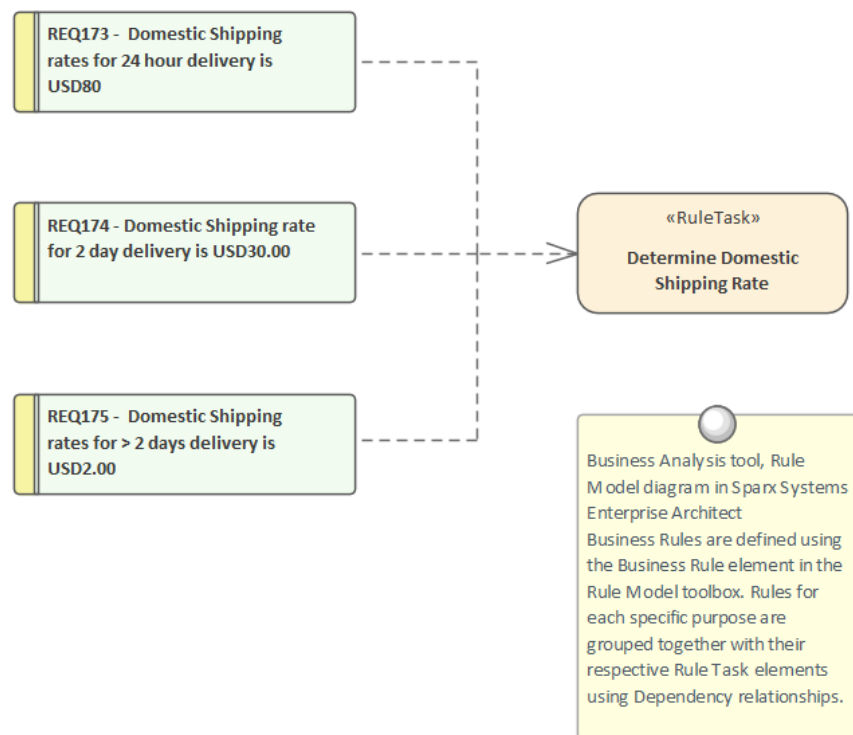 REQ173 - Domestic Shipping
rates for 24 hour delivery is
USD80
REQ174 - Domestic Shipping rate
for 2 day delivery is USD30.00
REQ175 - Domestic Shipping
rates for > 2 days delivery is
USD2.00
«RuleTask»
Determine Domestic
Shipping Rate
Business Analysis tool, Rule
Model diagram in Sparx Systems
Enterprise Architect
Business Rules are defined using
the Business Rule element in the
Rule Model toolbox. Rules for
each specific purpose are
grouped together with their
respective Rule Task elements
using Dependency relationships.